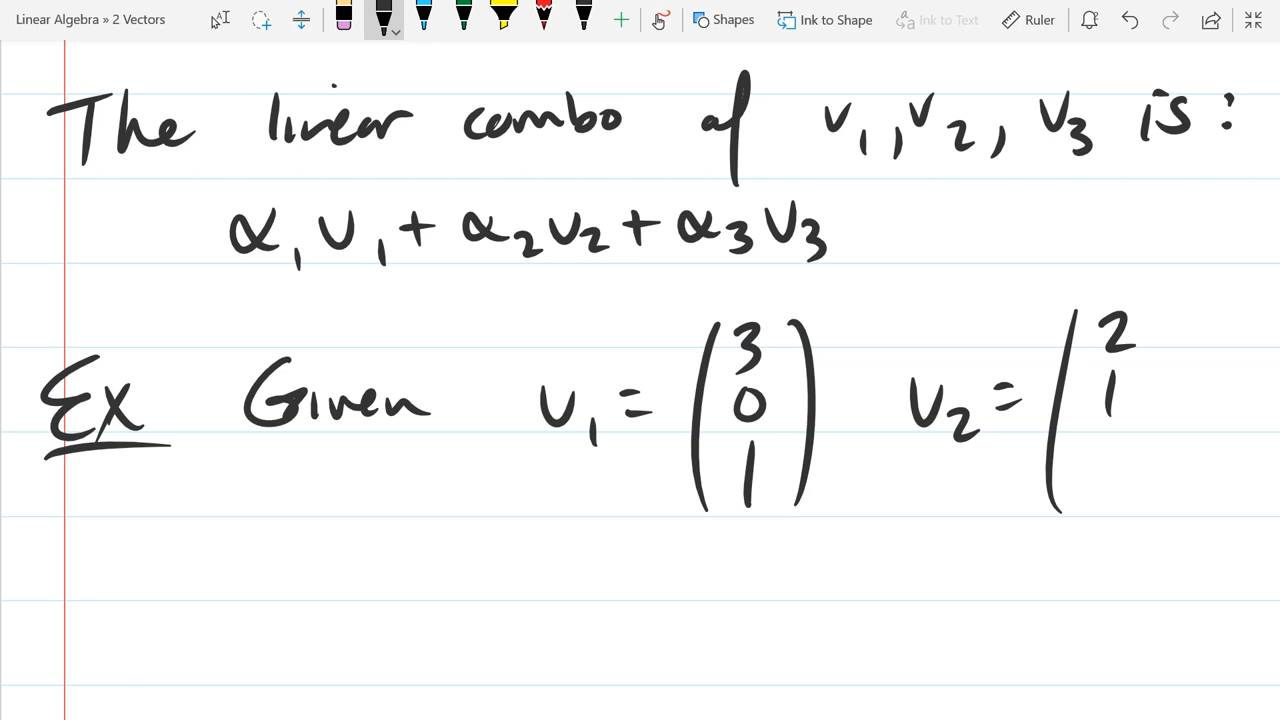 Linear Algebra » 2 Vectors Shapes Ink to Shape Ink to Text Ruler
The linear combo of v₁, v₂, v₃ is:
α₁v₁ + α₂v₂ + α₃v₃
Ex Given v₁ = (3 v₂ = (2
0 1
1)